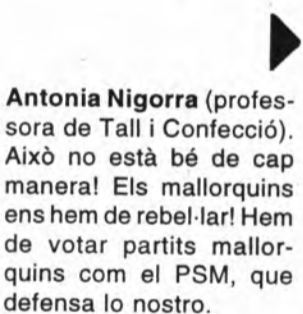 Antonia Nigorra (profes-
sora de Tall i Confecció).
Això no està bé de cap
manera! Els mallorquins
ens hem de rebel·lar! Hem
de votar partits mallor-
quins com el PSM, que
defensa lo nostro.